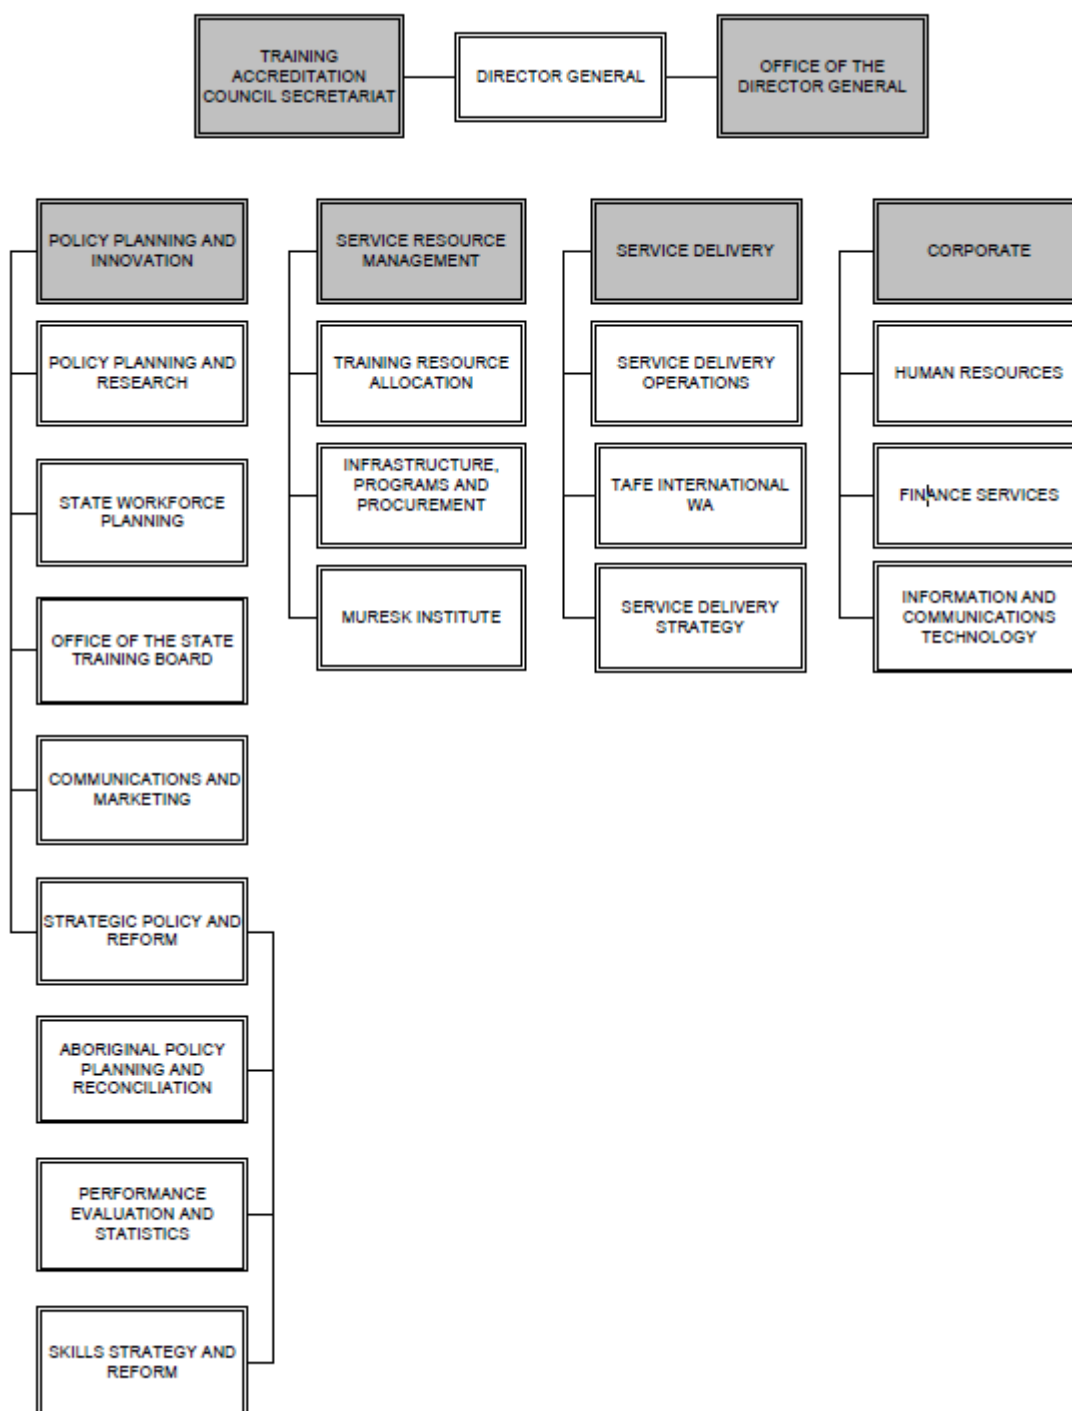 TRAINING
ACCREDITATION
COUNCIL SECRETARIAT
DIRECTOR GENERAL
OFFICE OF THE
DIRECTOR GENERAL
POLICY PLANNING AND
INNOVATION
POLICY PLANNING AND
RESEARCH
STATE WORKFORCE
PLANNING
OFFICE OF THE STATE
TRAINING BOARD
COMMUNICATIONS AND
MARKETING
STRATEGIC POLICY AND
REFORM
ABORIGINAL POLICY
PLANNING AND
RECONCILIATION
PERFORMANCE
EVALUATION AND
STATISTICS
SKILLS STRATEGY AND
REFORM
SERVICE RESOURCE
MANAGEMENT
TRAINING RESOURCE
ALLOCATION
INFRASTRUCTURE,
PROGRAMS AND
PROCUREMENT
MURESK INSTITUTE
SERVICE DELIVERY
SERVICE DELIVERY
OPERATIONS
TAFE INTERNATIONAL
WA
SERVICE DELIVERY
STRATEGY
CORPORATE
HUMAN RESOURCES
FINANCE SERVICES
INFORMATION AND
COMMUNICATIONS
TECHNOLOGY